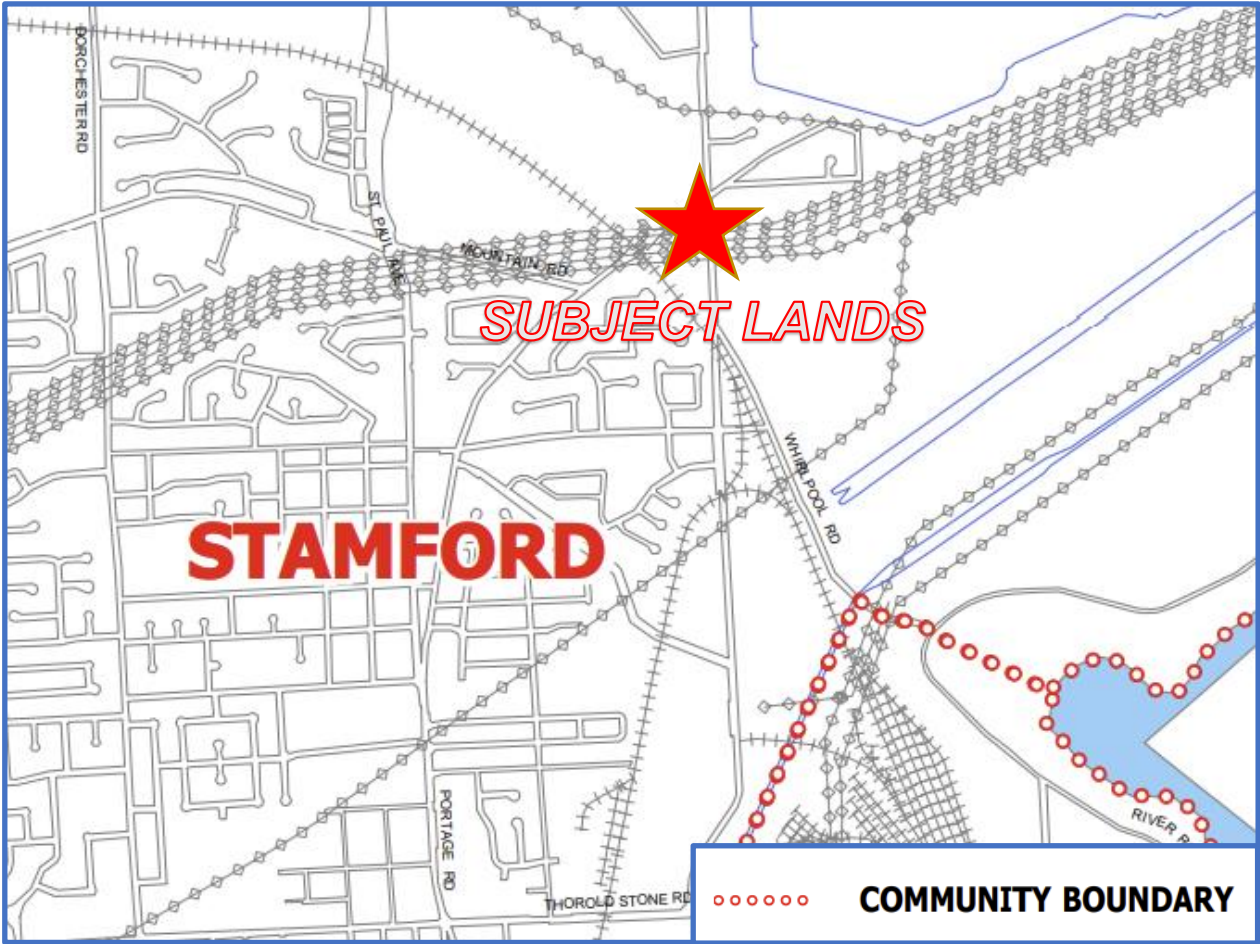 DORCHESTER RD
ST. PAUL AVE
MOUNTAIN RD
SUBJECT LANDS
WHIRLPOOL RD
STAMFORD
PORTAGE RD
RIVER R
THOROLD STONE RD
COMMUNITY BOUNDARY